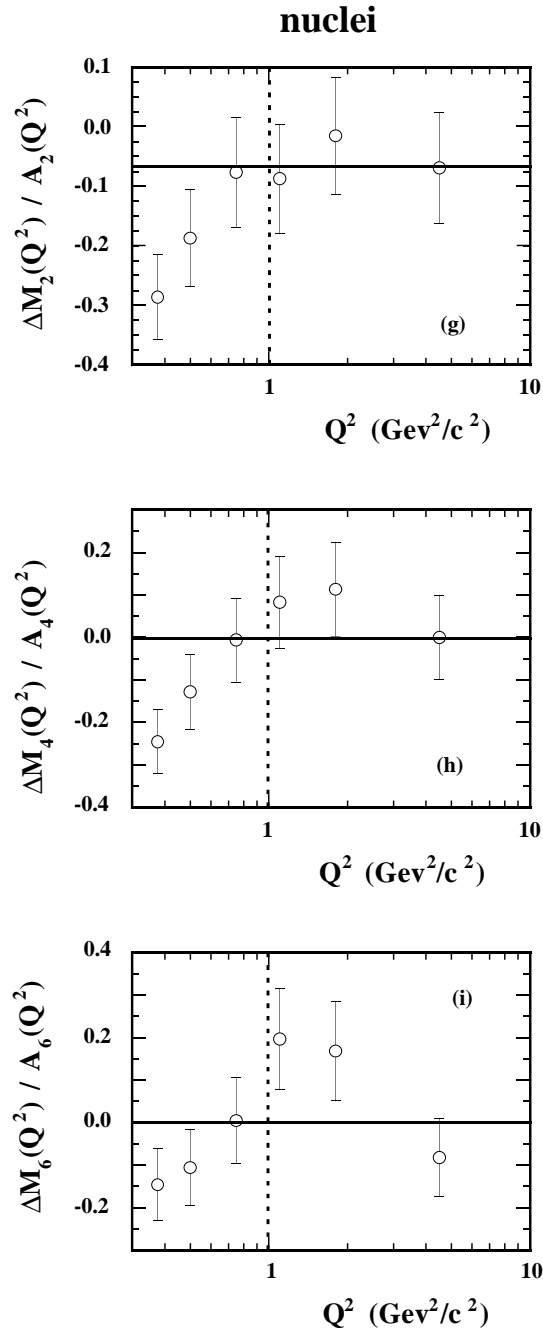 nuclei
0.1
0.0
-0.1
-0.2
-0.3
-0.4
ΔM₂(Q²) / A₂(Q²)
(g)
1
10
Q² (Gev²/c²)
0.2
0.0
-0.2
-0.4
ΔM₄(Q²) / A₄(Q²)
(h)
1
10
Q² (Gev²/c²)
0.4
0.2
0.0
-0.2
ΔM₆(Q²) / A₆(Q²)
(i)
1
10
Q² (Gev²/c²)